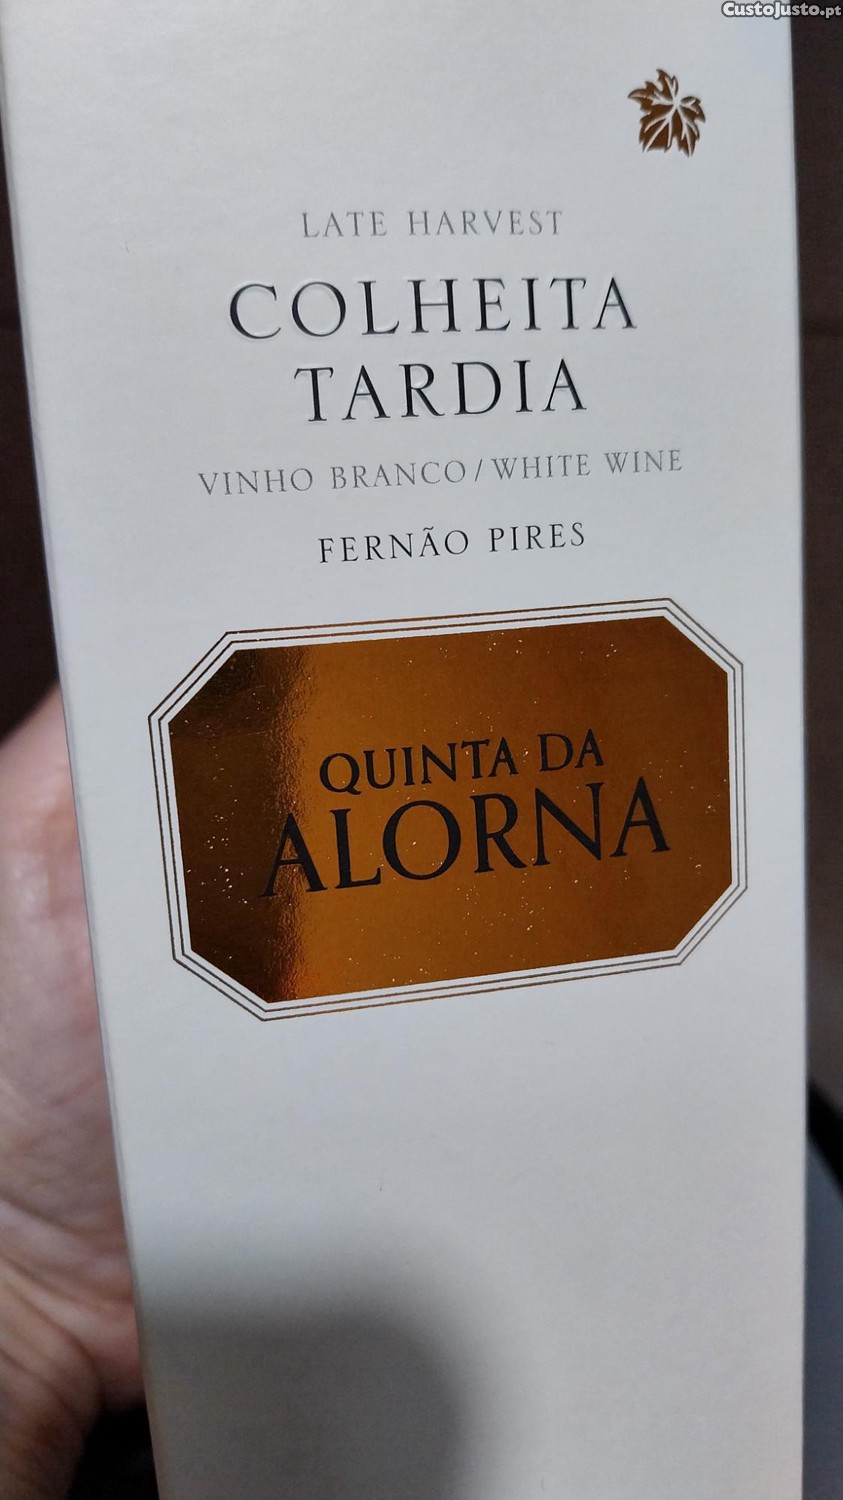 CustoJusto.pt
LATE HARVEST
COLHEITA
TARDIA
VINHO BRANCO/WHITE WINE
FERNÃO PIRES
QUINTA DA
ALORNA